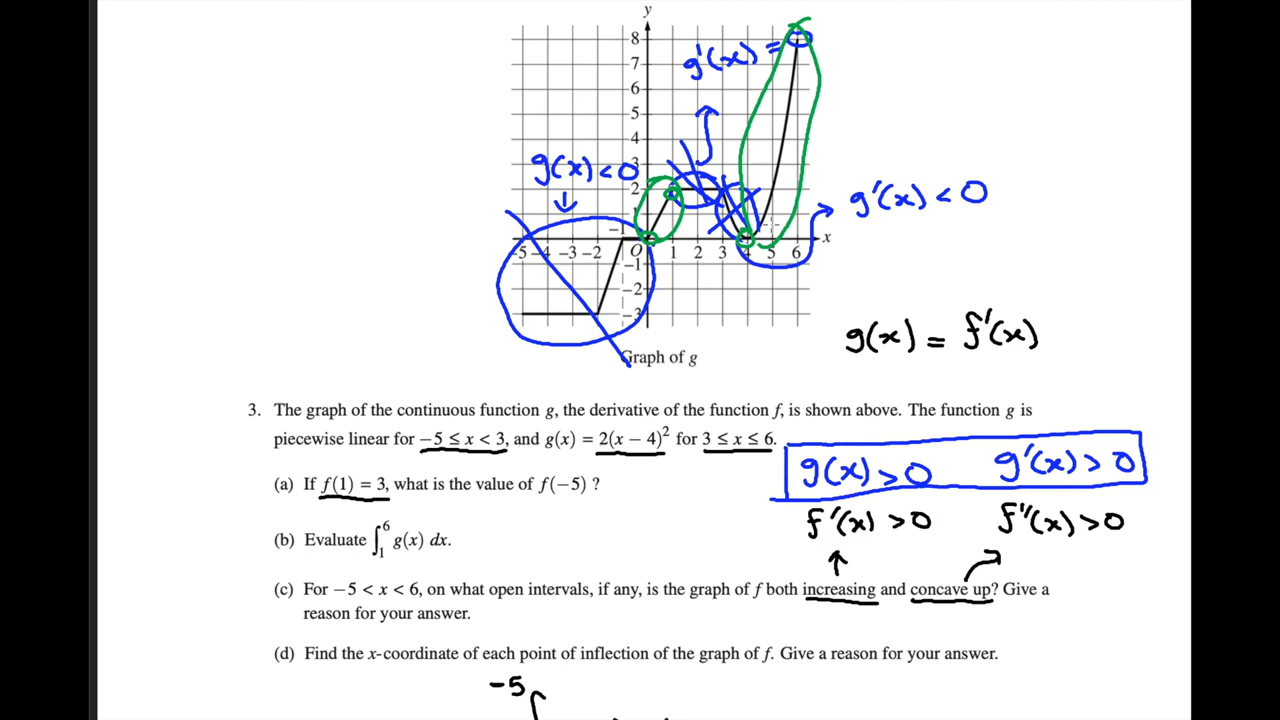 y
8
g'(x) =
7
6
5
4
g(x) < 0
3
2
g'(x) < 0
1
-1
x
-5 -4 -3 -2 O 1 2 3 4 5 6
-1
-2
-3
g(x) = f'(x)
Graph of g
3. The graph of the continuous function g, the derivative of the function f, is shown above. The function g is
piecewise linear for −5 ≤ x < 3, and g(x) = 2(x − 4)² for 3 ≤ x ≤ 6.
g(x) > 0 g'(x) > 0
(a) If f(1) = 3, what is the value of f(−5) ?
f'(x) > 0 f''(x) > 0
(b) Evaluate ∫₁⁶ g(x) dx.
(c) For −5 < x < 6, on what open intervals, if any, is the graph of f both increasing and concave up? Give a
reason for your answer.
(d) Find the x-coordinate of each point of inflection of the graph of f. Give a reason for your answer.
-5